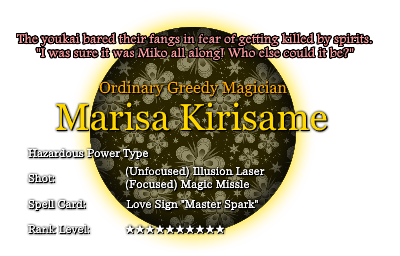 The youkai bared their fangs in fear of getting killed by spirits.
"I was sure it was Miko all along! Who else could it be?"
Ordinary Greedy Magician
Marisa Kirisame
Hazardous Power Type
Shot: (Unfocused) Illusion Laser
(Focused) Magic Missle
Spell Card: Love Sign "Master Spark"
Rank Level: ★★★★★★★★★★